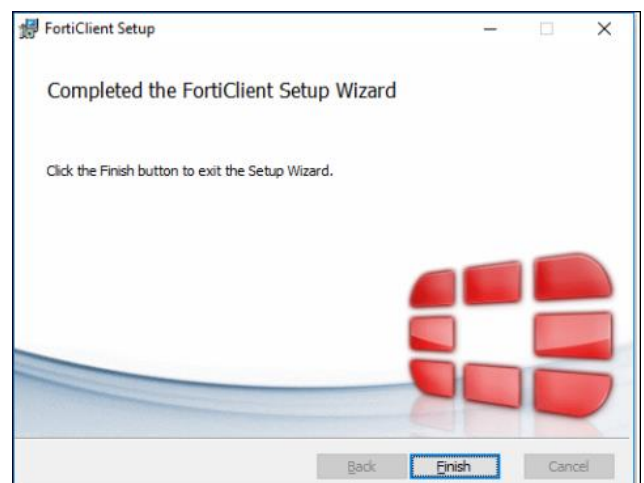 FortiClient Setup
Completed the FortiClient Setup Wizard
Click the Finish button to exit the Setup Wizard.
Back Finish Cancel